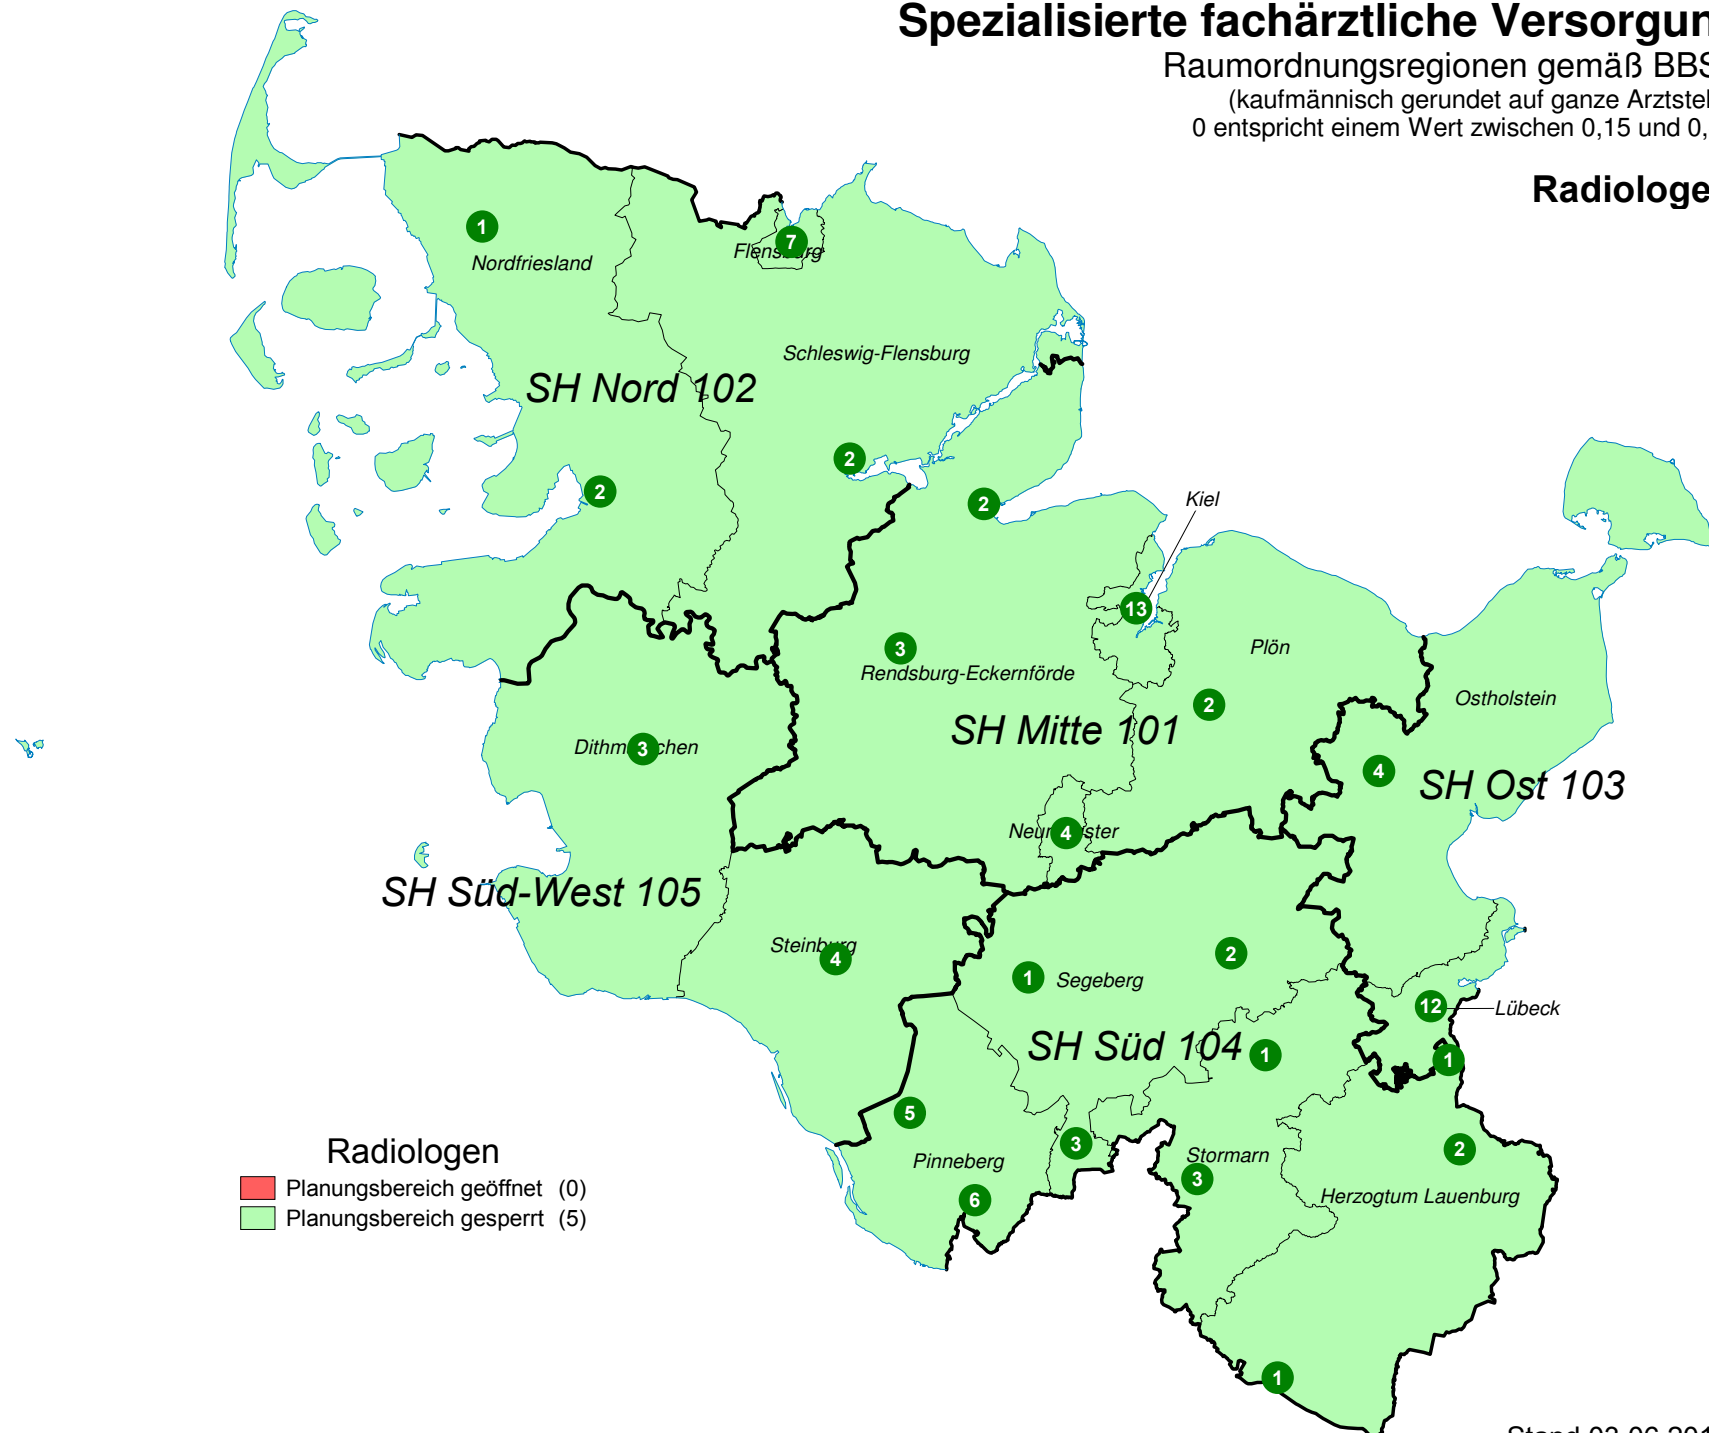 Spezialisierte fachärztliche Versorgun
Raumordnungsregionen gemäß BBS
(kaufmännisch gerundet auf ganze Arztstel
0 entspricht einem Wert zwischen 0,15 und 0,
Radiologe
1
Nordfriesland
7
Flensburg
Schleswig-Flensburg
SH Nord 102
2
2
2
Kiel
13
3
Rendsburg-Eckernförde
Plön
2
SH Mitte 101
Ostholstein
4
SH Ost 103
Dithmarschen
3
Neumünster
4
SH Süd-West 105
Steinburg
4
1
Segeberg
2
12
Lübeck
SH Süd 104
1
1
5
3
Pinneberg
6
Stormarn
3
2
Herzogtum Lauenburg
1
Radiologen
Planungsbereich geöffnet (0)
Planungsbereich gesperrt (5)